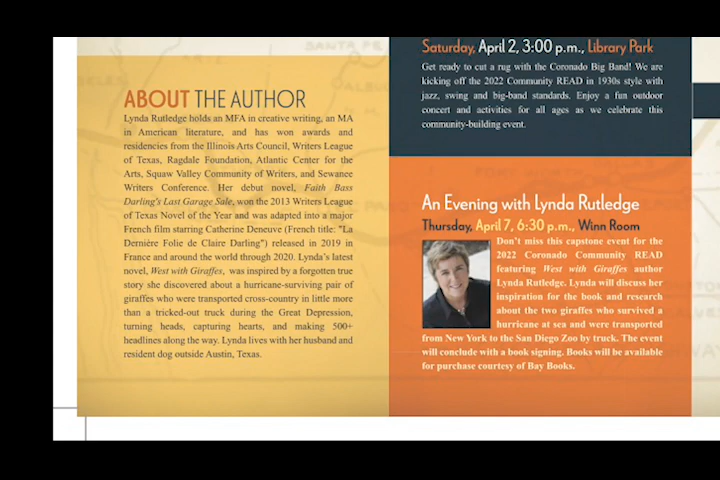 ABOUT THE AUTHOR
Lynda Rutledge holds an MFA in creative writing, an MA
in American literature, and has won awards and
residencies from the Illinois Arts Council, Writers League
of Texas, Ragdale Foundation, Atlantic Center for the
Arts, Squaw Valley Community of Writers, and Sewanee
Writers Conference. Her debut novel, Faith Bass
Darling's Last Garage Sale, won the 2013 Writers League
of Texas Novel of the Year and was adapted into a major
French film starring Catherine Deneuve (French title: "La
Dernière Folie de Claire Darling") released in 2019 in
France and around the world through 2020. Lynda's latest
novel, West with Giraffes, was inspired by a forgotten true
story she discovered about a hurricane-surviving pair of
giraffes who were transported cross-country in little more
than a tricked-out truck during the Great Depression,
turning heads, capturing hearts, and making 500+
headlines along the way. Lynda lives with her husband and
resident dog outside Austin, Texas.
Saturday, April 2, 3:00 p.m., Library Park
Get ready to cut a rug with the Coronado Big Band! We are
kicking off the 2022 Community READ in 1930s style with
jazz, swing and big-band standards. Enjoy a fun outdoor
concert and activities for all ages as we celebrate this
community-building event.
An Evening with Lynda Rutledge
Thursday, April 7, 6:30 p.m., Winn Room
Don't miss this capstone event for the
2022 Coronado Community READ
featuring West with Giraffes author
Lynda Rutledge. Lynda will discuss her
inspiration for the book and research
about the two giraffes who survived a
hurricane at sea and were transported
from New York to the San Diego Zoo by truck. The event
will conclude with a book signing. Books will be available
for purchase courtesy of Bay Books.